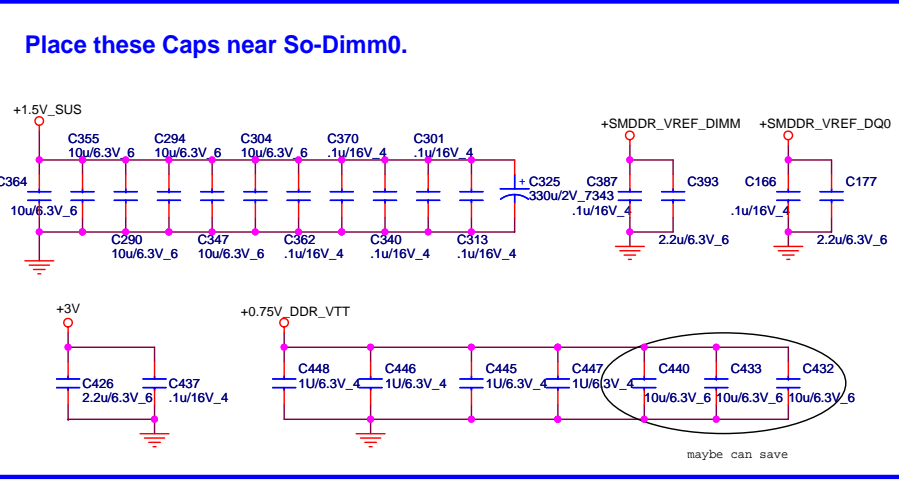 Place these Caps near So-Dimm0.
+1.5V_SUS
+SMDDR_VREF_DIMM
+SMDDR_VREF_DQ0
C355
10u/6.3V_6
C294
10u/6.3V_6
C304
10u/6.3V_6
C370
.1u/16V_4
C301
.1u/16V_4
C364
10u/6.3V_6
+
C325
330u/2V_7343
C387
.1u/16V_4
C393
2.2u/6.3V_6
C166
.1u/16V_4
C177
2.2u/6.3V_6
C290
10u/6.3V_6
C347
10u/6.3V_6
C362
.1u/16V_4
C340
.1u/16V_4
C313
.1u/16V_4
+3V
+0.75V_DDR_VTT
C426
2.2u/6.3V_6
C437
.1u/16V_4
C448
1U/6.3V_4
C446
1U/6.3V_4
C445
1U/6.3V_4
C447
1U/6.3V_4
C440
10u/6.3V_6
C433
10u/6.3V_6
C432
10u/6.3V_6
maybe can save